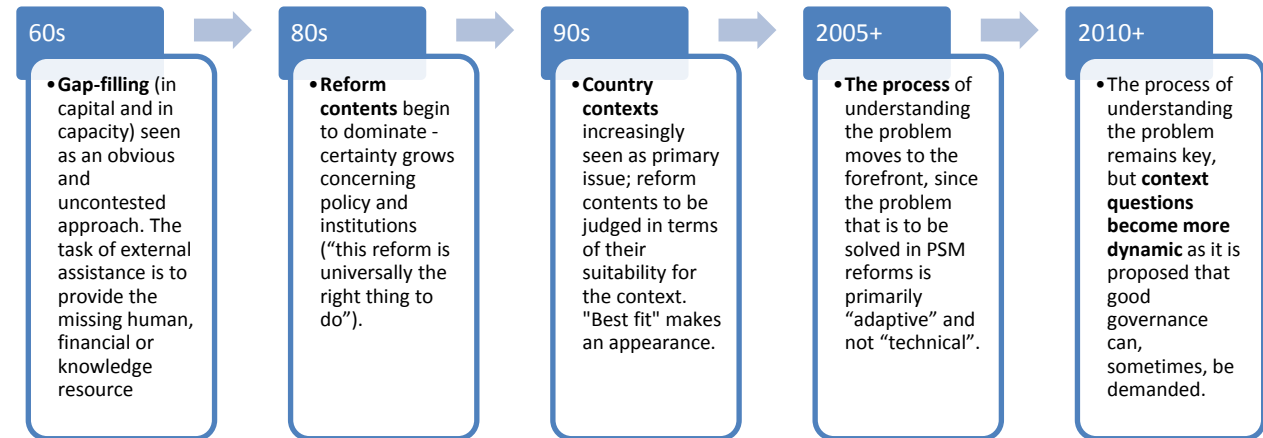 60s
•Gap-filling (in
capital and in
capacity) seen
as an obvious
and
uncontested
approach. The
task of external
assistance is to
provide the
missing human,
financial or
knowledge
resource
80s
•Reform
contents begin
to dominate -
certainty grows
concerning
policy and
institutions
(“this reform is
universally the
right thing to
do”).
90s
•Country
contexts
increasingly
seen as primary
issue; reform
contents to be
judged in terms
of their
suitability for
the context.
"Best fit" makes
an appearance.
2005+
•The process of
understanding
the problem
moves to the
forefront, since
the problem
that is to be
solved in PSM
reforms is
primarily
“adaptive” and
not “technical”.
2010+
•The process of
understanding
the problem
remains key,
but context
questions
become more
dynamic as it is
proposed that
good
governance
can,
sometimes, be
demanded.